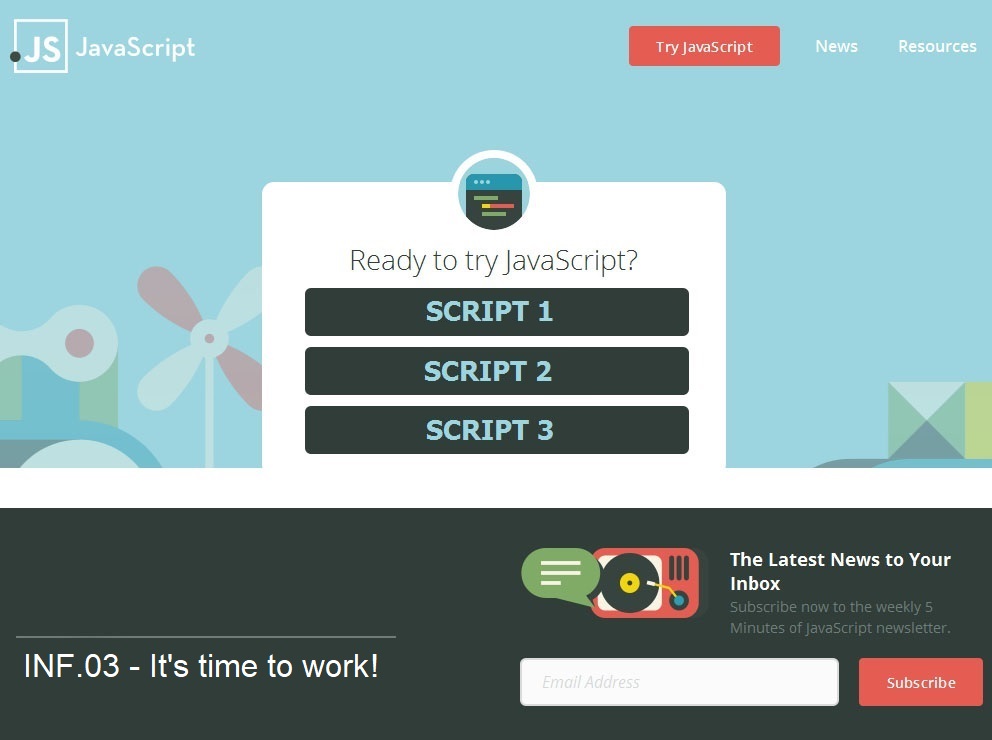 JS JavaScript
Try JavaScript News Resources
Ready to try JavaScript?
SCRIPT 1
SCRIPT 2
SCRIPT 3
The Latest News to Your
Inbox
Subscribe now to the weekly 5
Minutes of JavaScript newsletter.
INF.03 - It's time to work!
Email Address
Subscribe